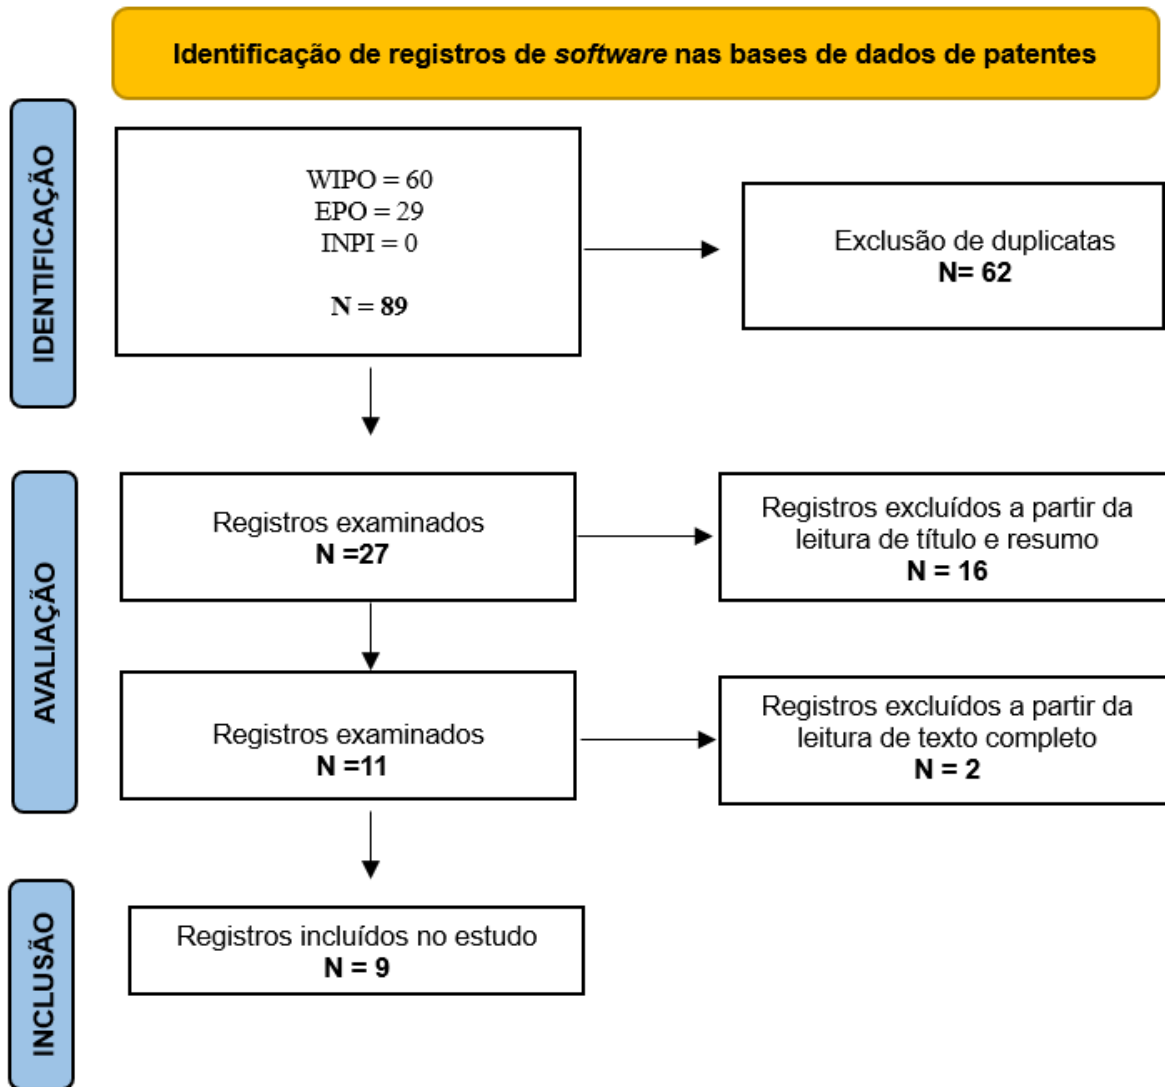 Identificação de registros de software nas bases de dados de patentes
IDENTIFICAÇÃO
WIPO = 60
EPO = 29
INPI = 0
N = 89
Exclusão de duplicatas
N= 62
AVALIAÇÃO
Registros examinados
N =27
Registros excluídos a partir da
leitura de título e resumo
N = 16
Registros examinados
N =11
Registros excluídos a partir da
leitura de texto completo
N = 2
INCLUSÃO
Registros incluídos no estudo
N = 9